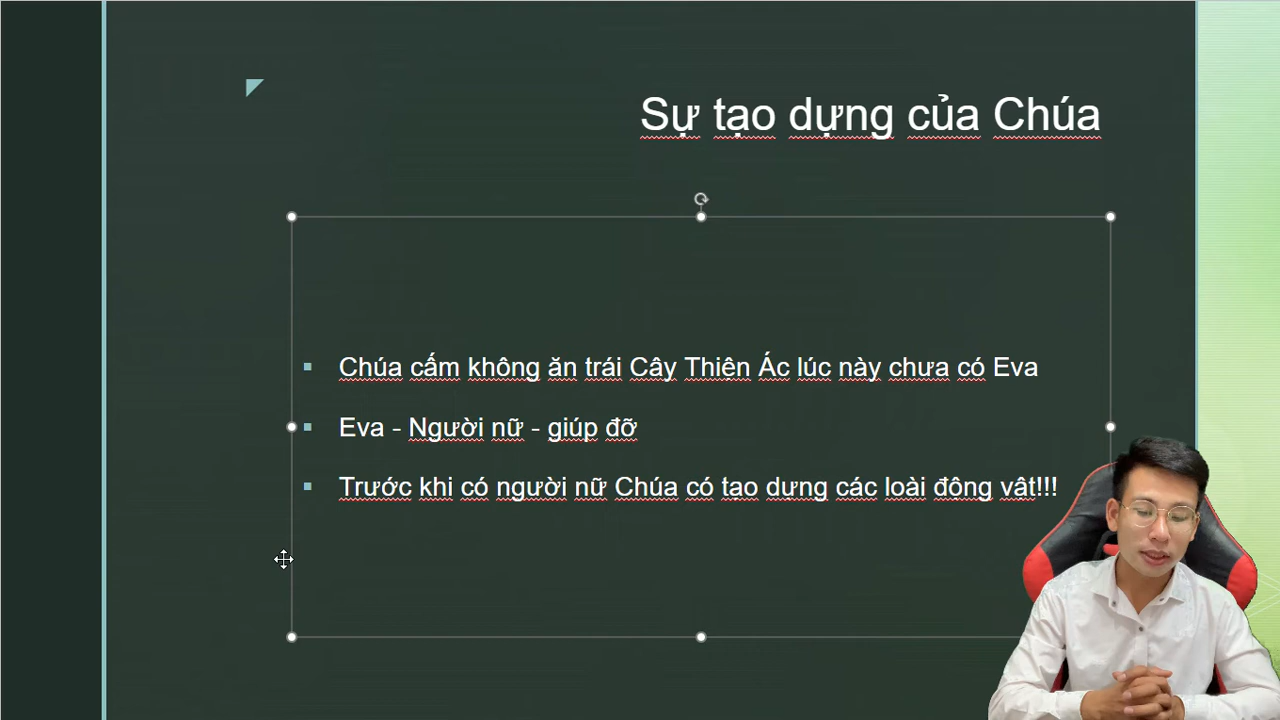 Sự tạo dựng của Chúa
Chúa cấm không ăn trái Cây Thiện Ác lúc này chưa có Eva
Eva - Người nữ - giúp đỡ
Trước khi có người nữ Chúa có tạo dựng các loài động vật!!!